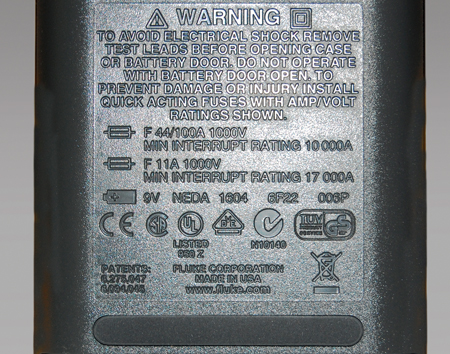 WARNING
TO AVOID ELECTRICAL SHOCK REMOVE
TEST LEADS BEFORE OPENING CASE
OR BATTERY DOOR. DO NOT OPERATE
WITH BATTERY DOOR OPEN. TO
PREVENT DAMAGE OR INJURY INSTALL
QUICK ACTING FUSES WITH AMP/VOLT
RATINGS SHOWN.
F 44/100A 1000V
MIN INTERRUPT RATING 10 000A
F 11A 1000V
MIN INTERRUPT RATING 17 000A
9V NEDA 1604 6F22 006P
CE UL TÜV GS
LISTED N10140
PATENTS: FLUKE CORPORATION
MADE IN USA
www.fluke.com